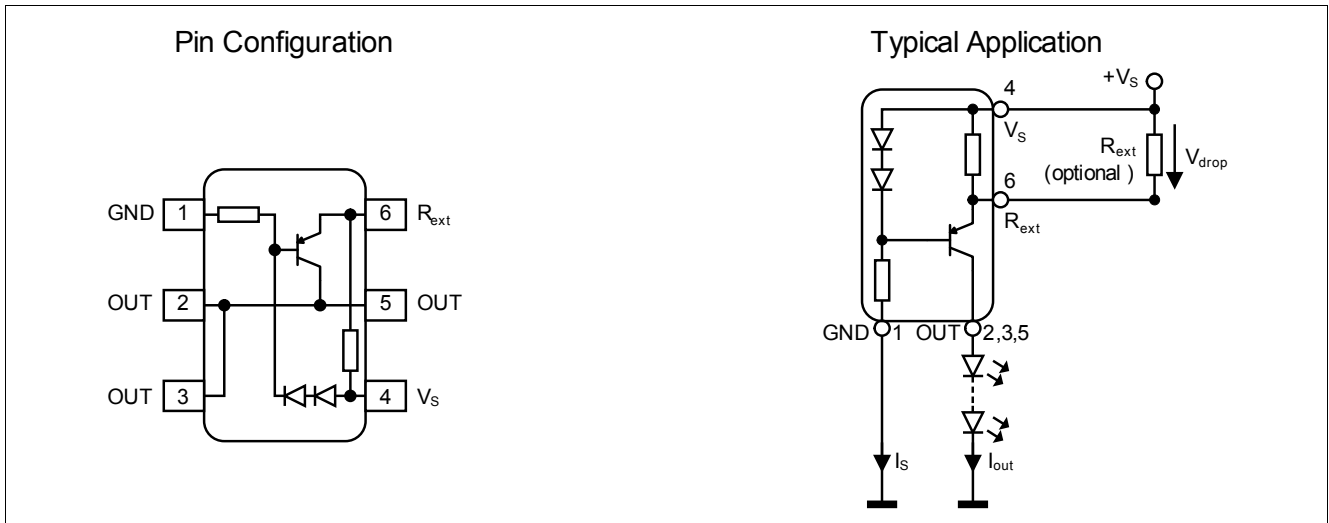 Pin Configuration
GND 1
OUT 2
OUT 3
6 Rext
5 OUT
4 VS
Typical Application
+VS
4
VS
Rext
(optional )
Vdrop
6
Rext
GND 1 OUT 2,3,5
IS
Iout